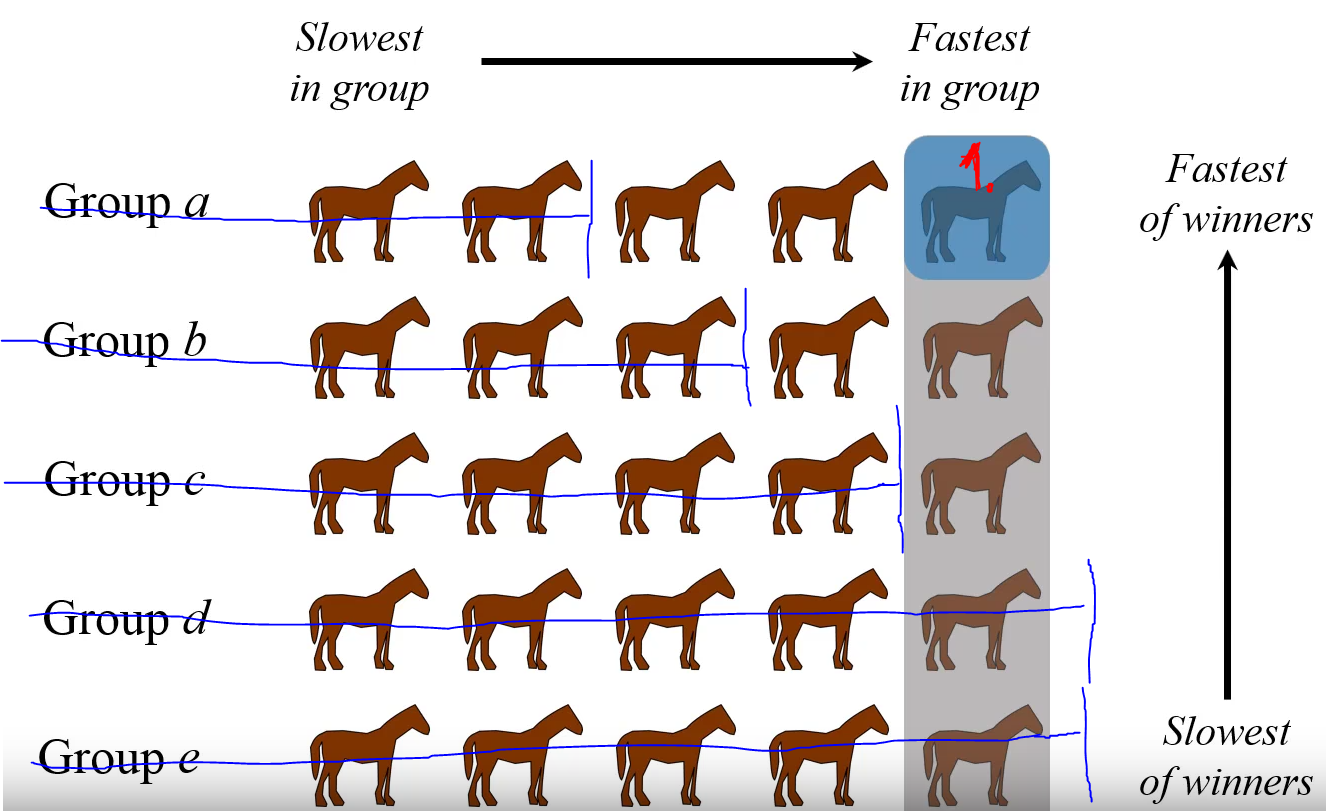 Slowest
in group
Fastest
in group
1.
Group a
Fastest
of winners
Group b
Group c
Group d
Group e
Slowest
of winners